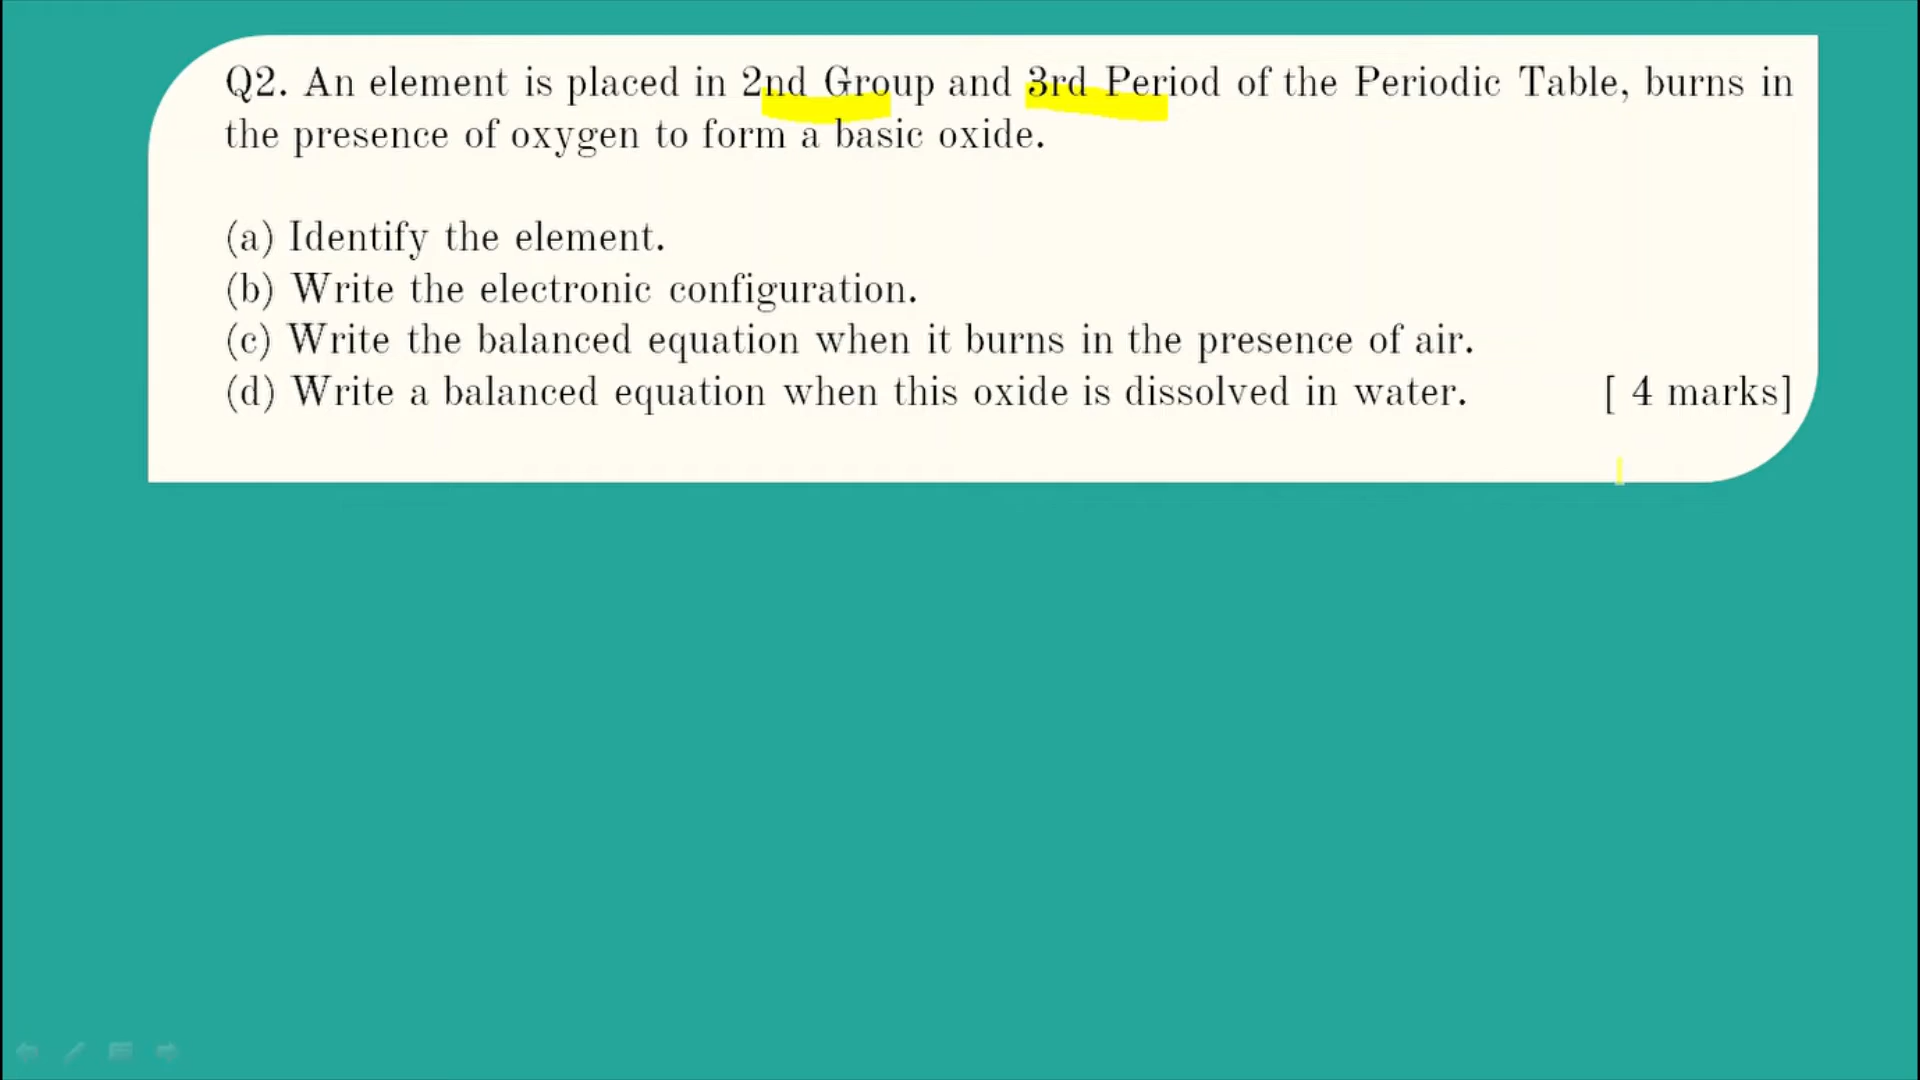 Q2. An element is placed in 2nd Group and 3rd Period of the Periodic Table, burns in
the presence of oxygen to form a basic oxide.
(a) Identify the element.
(b) Write the electronic configuration.
(c) Write the balanced equation when it burns in the presence of air.
(d) Write a balanced equation when this oxide is dissolved in water. [ 4 marks]